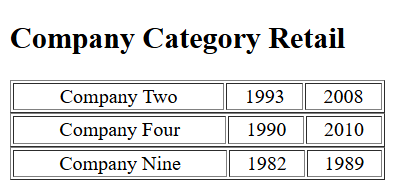 Company Category Retail
Company Two 1993 2008
Company Four 1990 2010
Company Nine 1982 1989